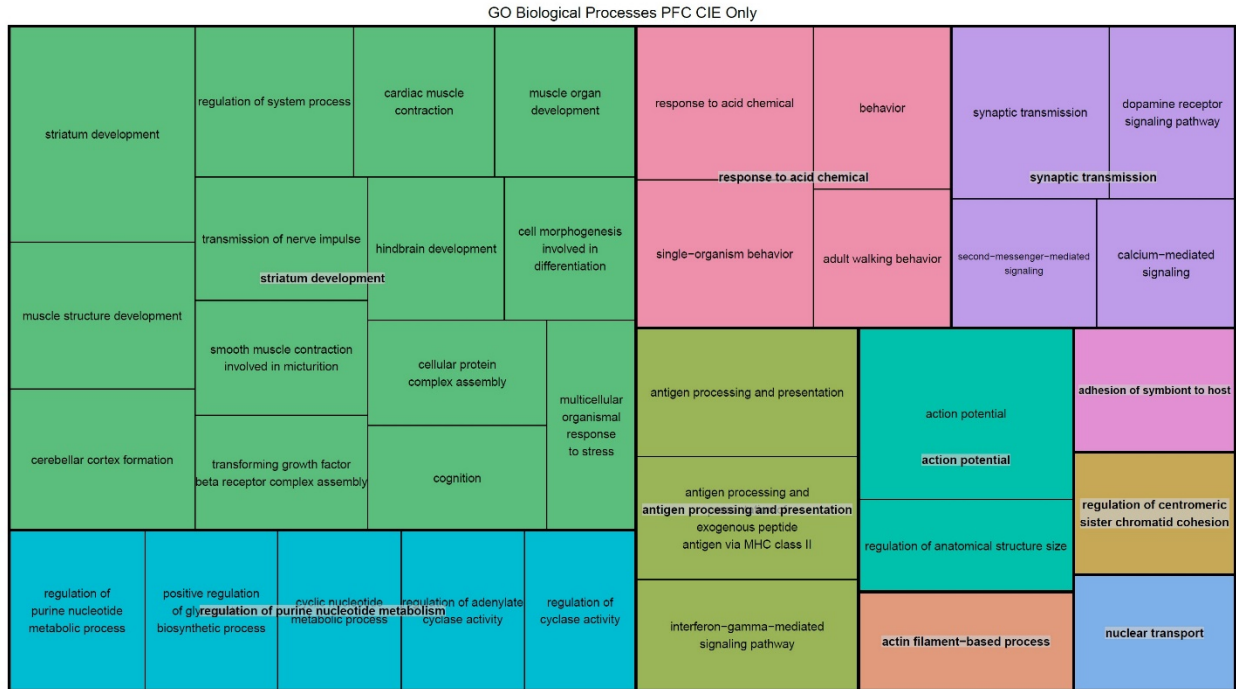 GO Biological Processes PFC CIE Only
striatum development
regulation of system process
cardiac muscle
contraction
muscle organ
development
transmission of nerve impulse
hindbrain development
cell morphogenesis
involved in
differentiation
striatum development
muscle structure development
smooth muscle contraction
involved in micturition
cellular protein
complex assembly
multicellular
organismal
response
to stress
cerebellar cortex formation
transforming growth factor
beta receptor complex assembly
cognition
regulation of
purine nucleotide
metabolic process
positive regulation
of
biosynthetic process
cyclic nucleotide
metabolic process
regulation of adenylate
cyclase activity
regulation of
cyclase activity
regulation of purine nucleotide metabolism
response to acid chemical
behavior
response to acid chemical
single−organism behavior
adult walking behavior
synaptic transmission
dopamine receptor
signaling pathway
synaptic transmission
second−messenger−mediated
signaling
calcium−mediated
signaling
antigen processing and presentation
antigen processing and
antigen processing and presentation
exogenous peptide
antigen via MHC class II
interferon−gamma−mediated
signaling pathway
action potential
action potential
regulation of anatomical structure size
adhesion of symbiont to host
regulation of centromeric
sister chromatid cohesion
actin filament−based process
nuclear transport